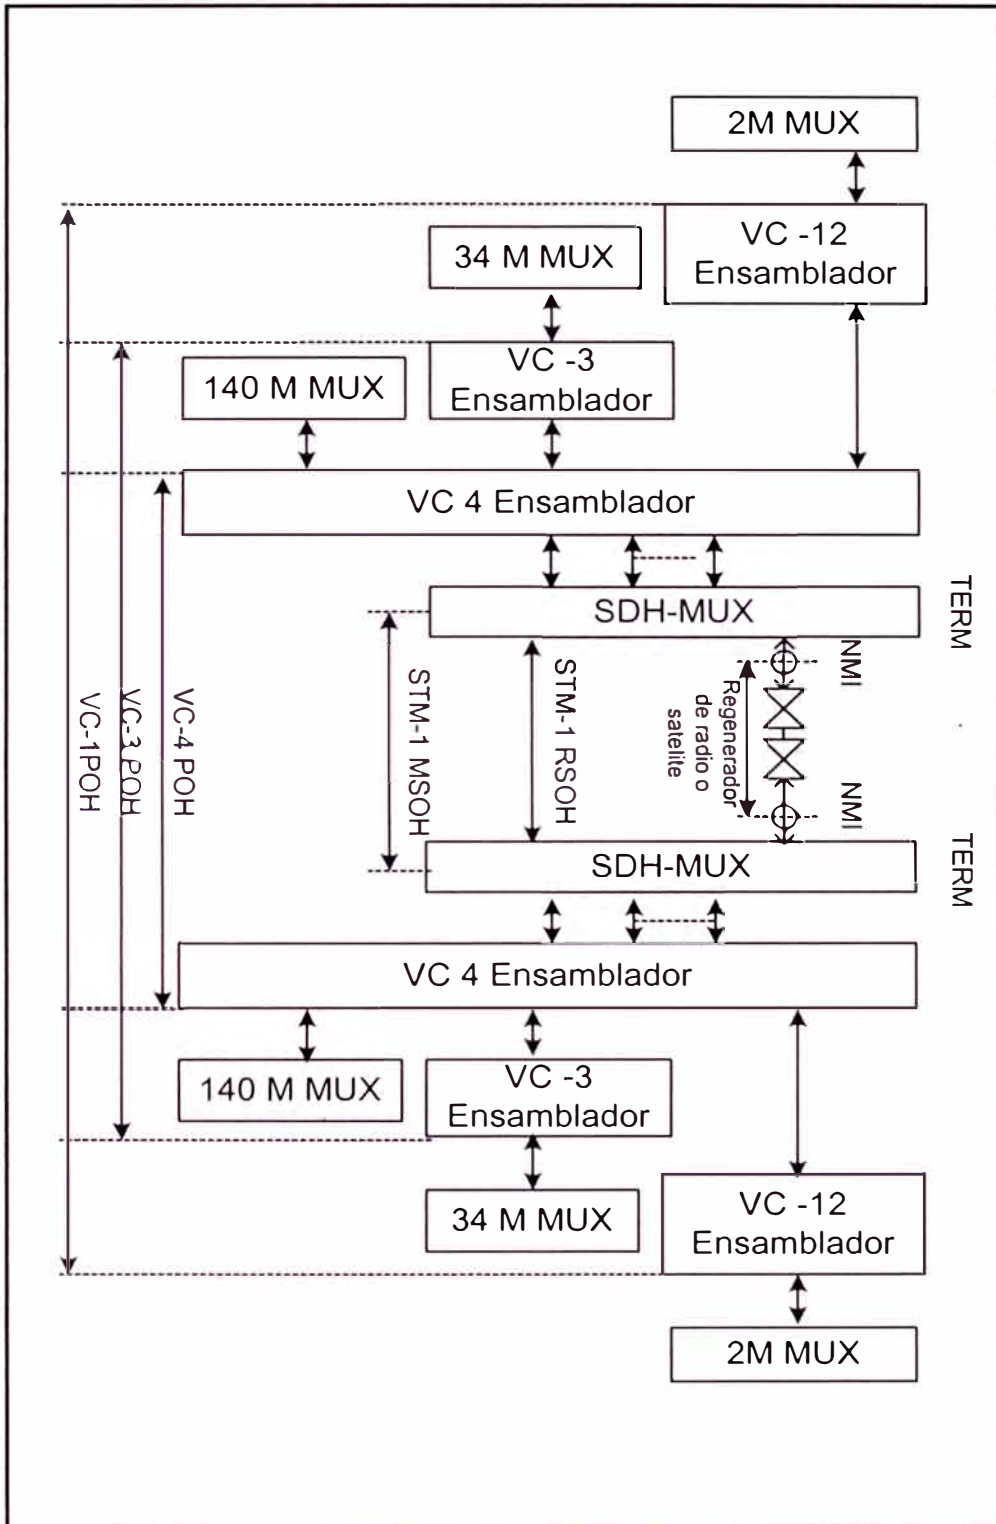 2M MUX
VC -12
Ensamblador
34 M MUX
VC -3
Ensamblador
140 M MUX
VC 4 Ensamblador
SDH-MUX
TERM
NMI
Regenerador
de radio o
satelite
STM-1 RSOH
STM-1 MSOH
VC-4 POH
VC-3 POH
VC-1POH
NMI
TERM
SDH-MUX
VC 4 Ensamblador
140 M MUX
VC -3
Ensamblador
34 M MUX
VC -12
Ensamblador
2M MUX